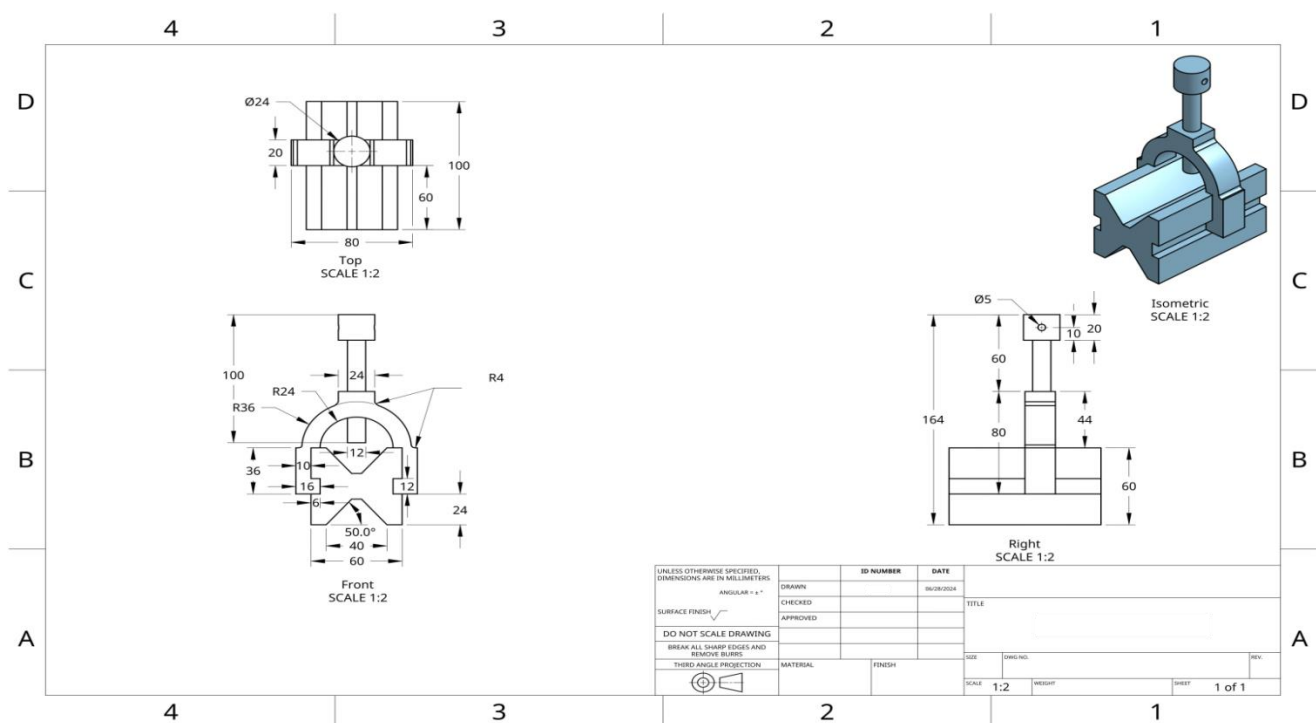 4 3 2 1
D D
Ø24
20
100
60
80
Top
SCALE 1:2
Isometric
SCALE 1:2
C C
Ø5
10 20
60
164
80
44
60
Right
SCALE 1:2
100
24
R4
R24
R36
12
36
10
16
12
6
24
50.0°
40
60
Front
SCALE 1:2
B B
A A
UNLESS OTHERWISE SPECIFIED,
DIMENSIONS ARE IN MILLIMETERS
ANGULAR = ± °
SURFACE FINISH
DO NOT SCALE DRAWING
BREAK ALL SHARP EDGES AND
REMOVE BURRS
THIRD ANGLE PROJECTION
ID NUMBER DATE
DRAWN 06/28/2024
CHECKED
APPROVED
MATERIAL FINISH
TITLE
SIZE DWG NO. REV.
SCALE 1:2 WEIGHT SHEET 1 of 1
4 3 2 1